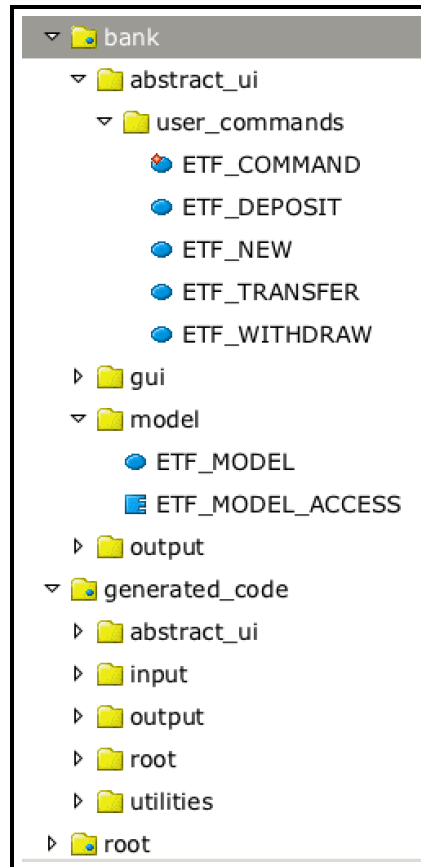 bank
abstract_ui
user_commands
ETF_COMMAND
ETF_DEPOSIT
ETF_NEW
ETF_TRANSFER
ETF_WITHDRAW
gui
model
ETF_MODEL
ETF_MODEL_ACCESS
output
generated_code
abstract_ui
input
output
root
utilities
root